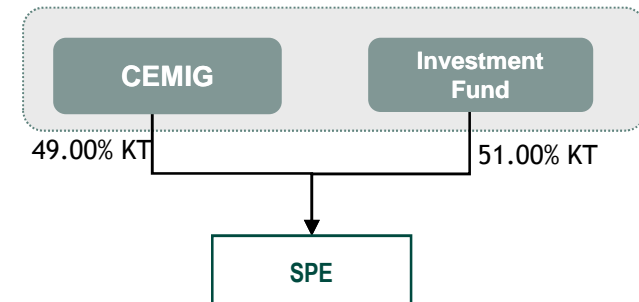 CEMIG
Investment
Fund
49.00% KT
51.00% KT
SPE